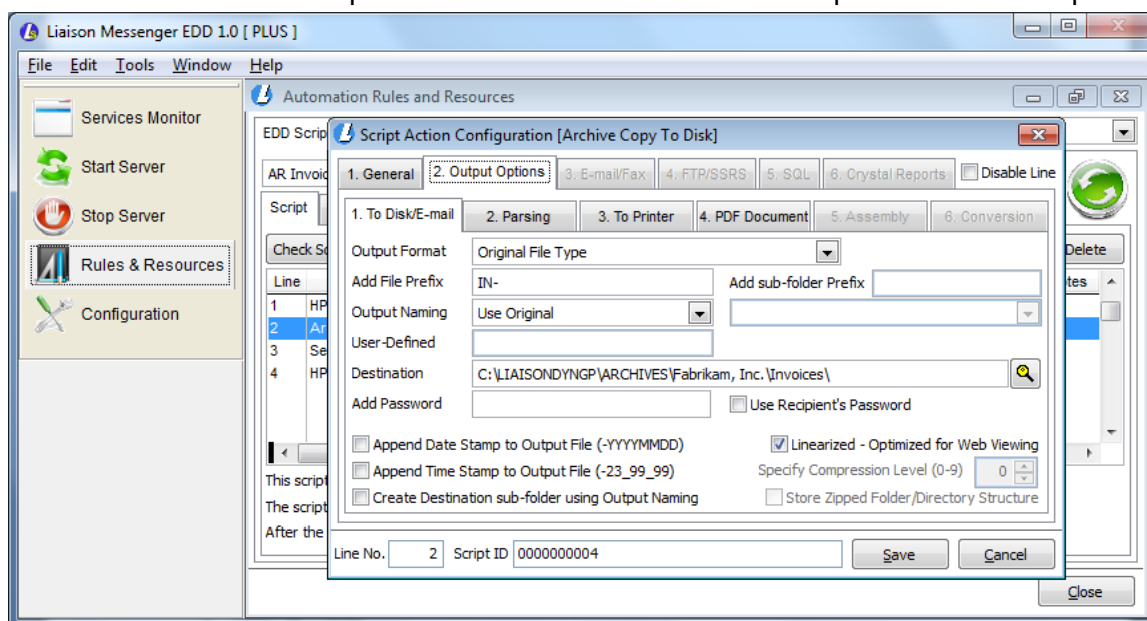 Liaison Messenger EDD 1.0 [ PLUS ]
File Edit Tools Window Help
Services Monitor
Start Server
Stop Server
Rules & Resources
Configuration
Automation Rules and Resources
EDD Scrip
AR Invoic
Script
Check Sc
Delete
Line
tes
1 HP
2 Ar
3 Se
4 HP
This script
The script
After the
Script Action Configuration [Archive Copy To Disk]
1. General 2. Output Options 3. E-mail/Fax 4. FTP/SSRS 5. SQL 6. Crystal Reports Disable Line
1. To Disk/E-mail 2. Parsing 3. To Printer 4. PDF Document 5. Assembly 6. Conversion
Output Format Original File Type
Add File Prefix IN- Add sub-folder Prefix
Output Naming Use Original
User-Defined
Destination C:\LIAISONDYNGP\ARCHIVES\Fabrikam, Inc.\Invoices\
Add Password Use Recipient's Password
Append Date Stamp to Output File (-YYYYMMDD) Linearized - Optimized for Web Viewing
Append Time Stamp to Output File (-23_99_99) Specify Compression Level (0-9) 0
Create Destination sub-folder using Output Naming Store Zipped Folder/Directory Structure
Line No. 2 Script ID 0000000004 Save Cancel
Close